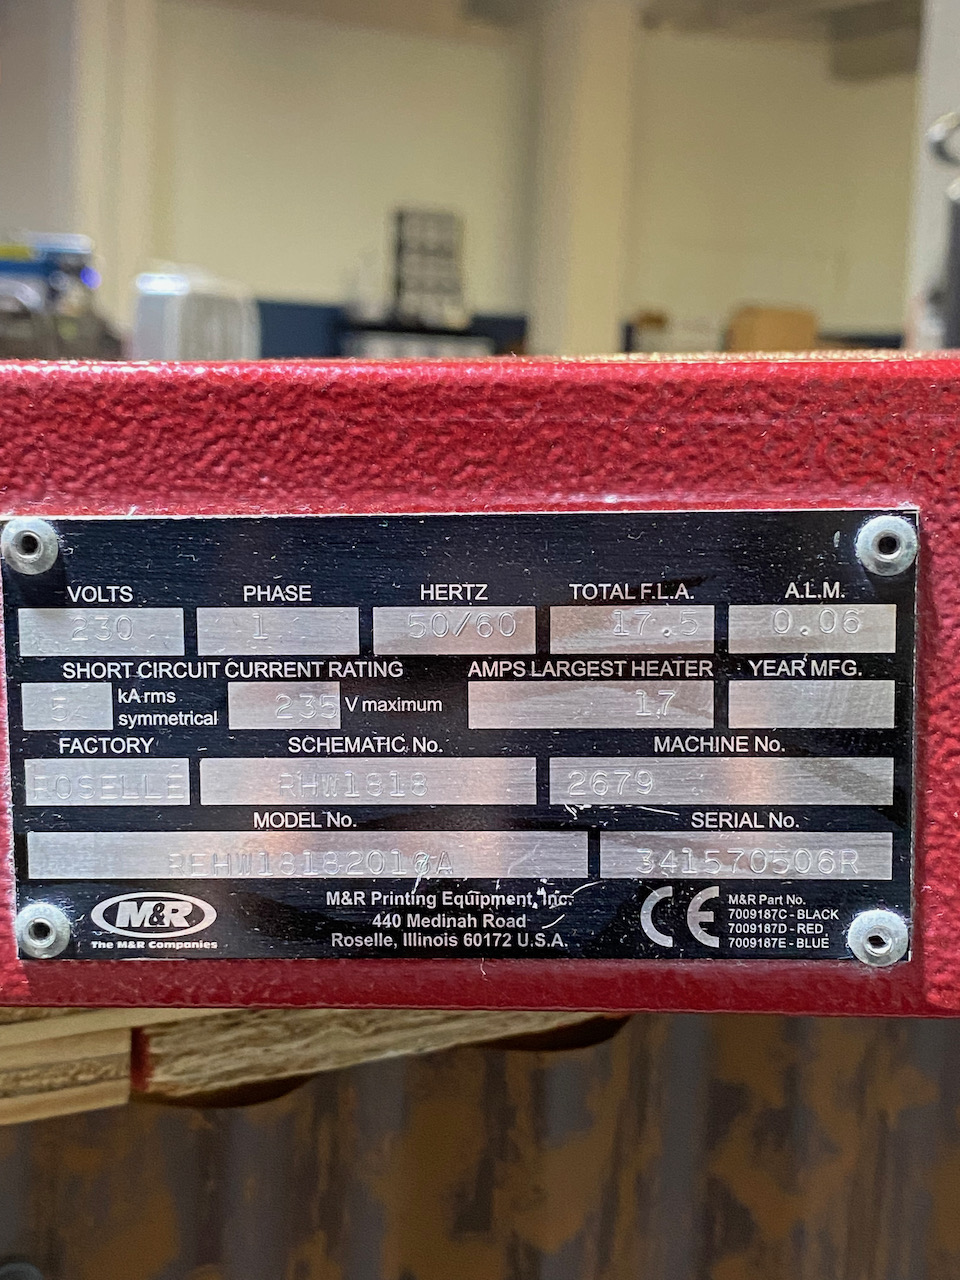 VOLTS PHASE HERTZ TOTAL F.L.A. A.L.M.
230 1 50/60 17.5 0.06
SHORT CIRCUIT CURRENT RATING AMPS LARGEST HEATER YEAR MFG.
5 kA rms symmetrical 235 V maximum 17
FACTORY SCHEMATIC No. MACHINE No.
ROSELLE RHW1818 2679
MODEL No. SERIAL No.
341570506R
M&R
The M&R Companies
M&R Printing Equipment, Inc.
440 Medinah Road
Roselle, Illinois 60172 U.S.A.
CE
M&R Part No.
7009187C - BLACK
7009187D - RED
7009187E - BLUE